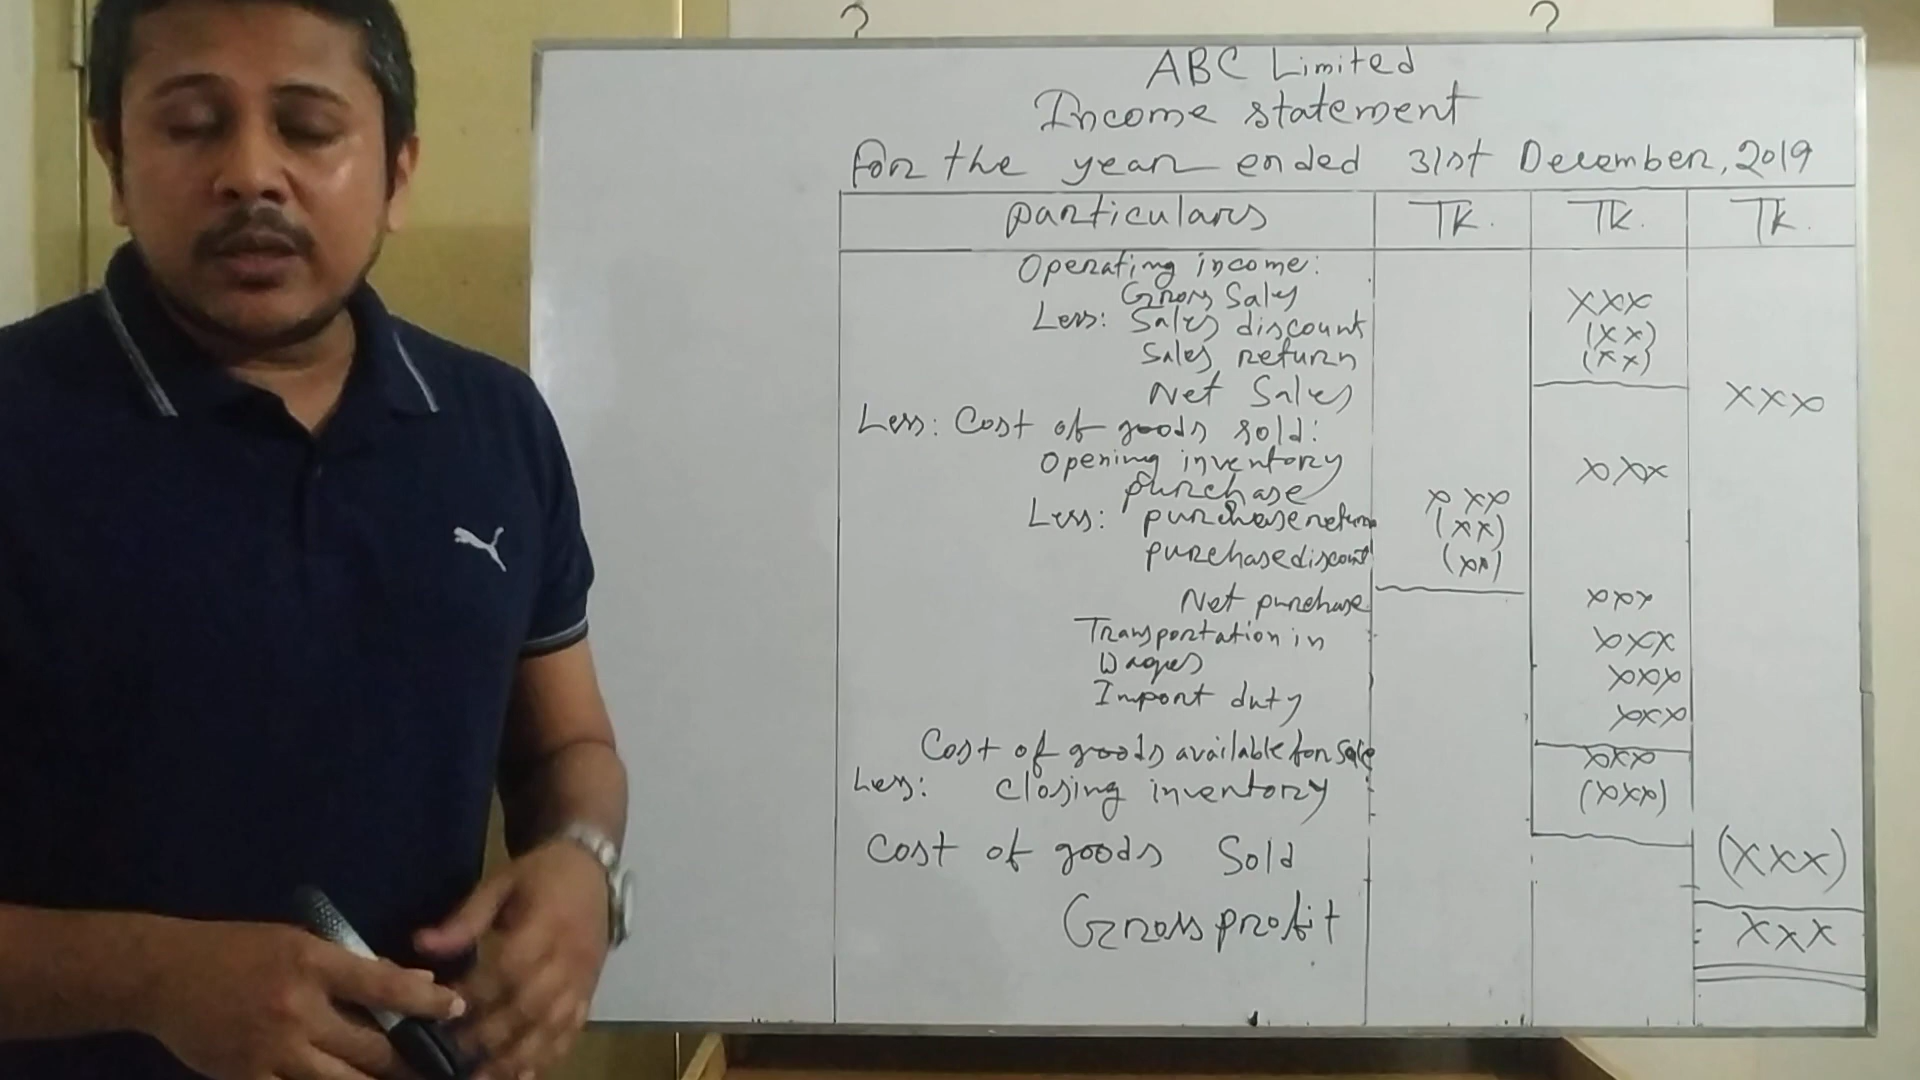 ABC Limited
Income statement
For the year ended 31st December, 2019
particulars TK. TK. TK.
Operating income:
Gross Sales XXX
Less: Sales discount (XX)
Sales return (XX)
Net Sales XXX
Less: Cost of goods sold:
Opening inventory XXX
purchase XXX
Less: purchase return (XX)
purchase discount (XX)
Net purchase XXX
Transportation in XXX
Wages XXX
Import duty XXX
Cost of goods available for sale XXX
Less: closing inventory (XXX)
Cost of goods Sold (XXX)
Gross profit XXX